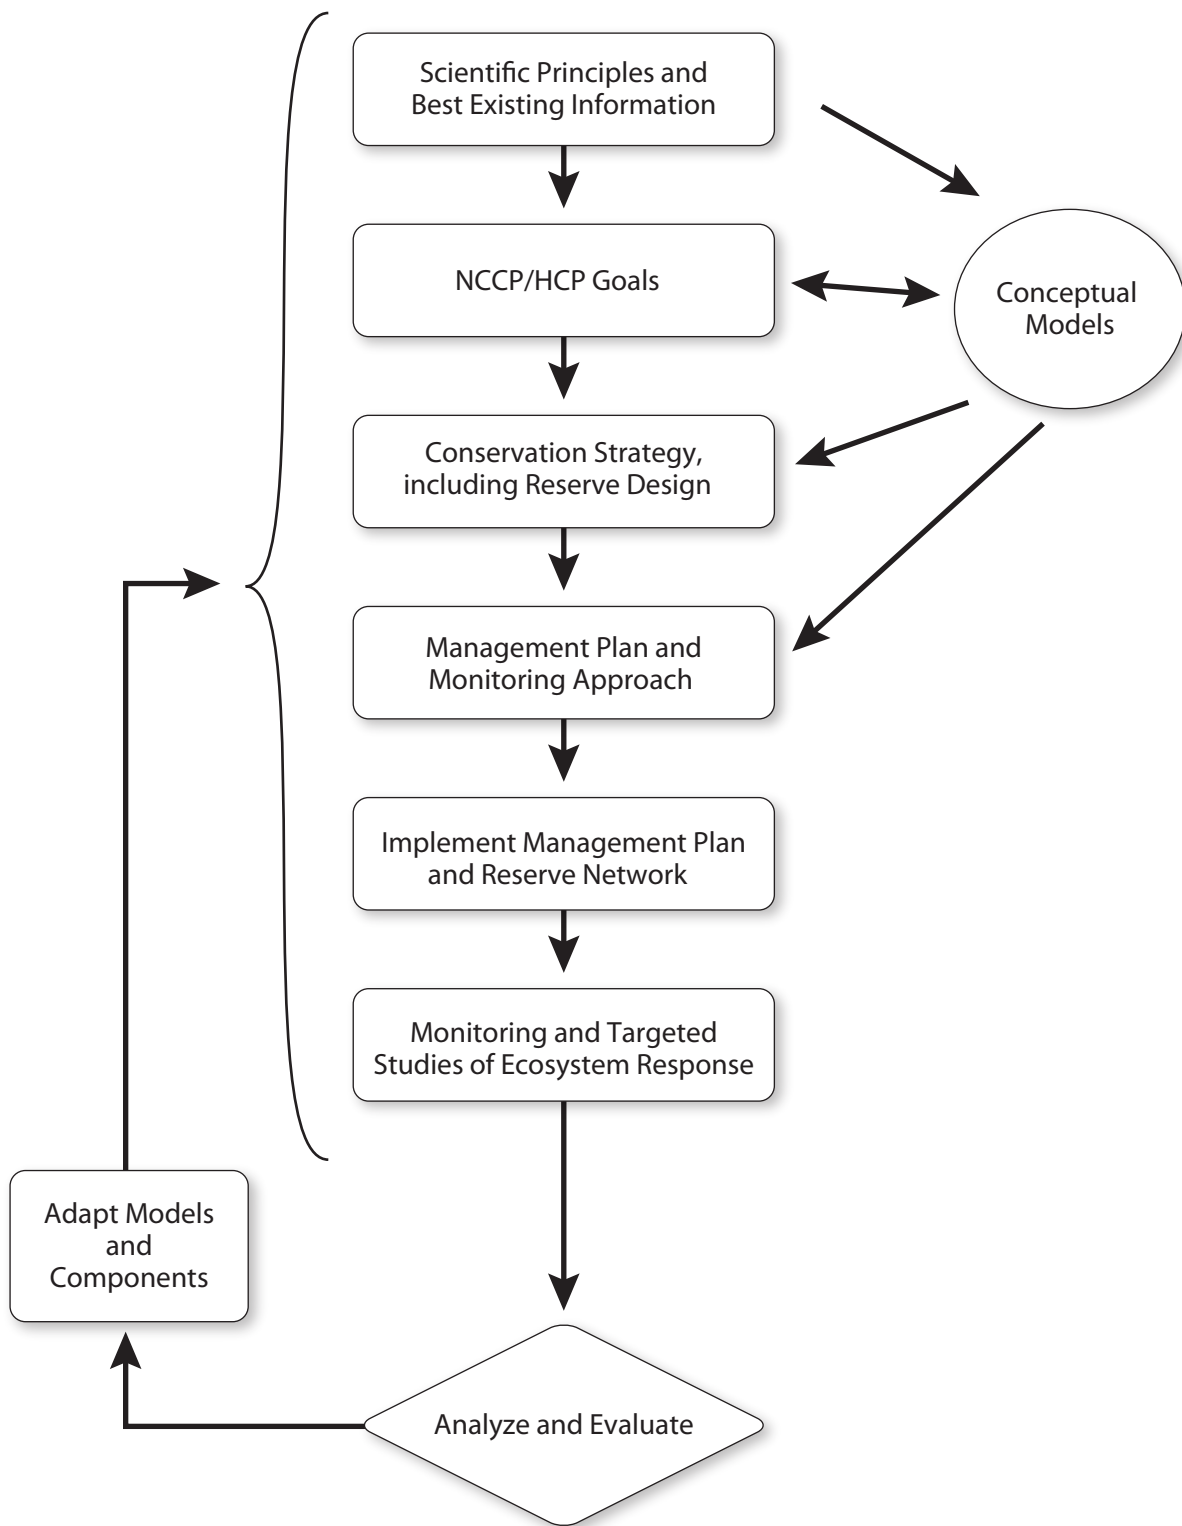 Scientific Principles and
Best Existing Information
NCCP/HCP Goals
Conceptual
Models
Conservation Strategy,
including Reserve Design
Management Plan and
Monitoring Approach
Implement Management Plan
and Reserve Network
Monitoring and Targeted
Studies of Ecosystem Response
Adapt Models
and
Components
Analyze and Evaluate